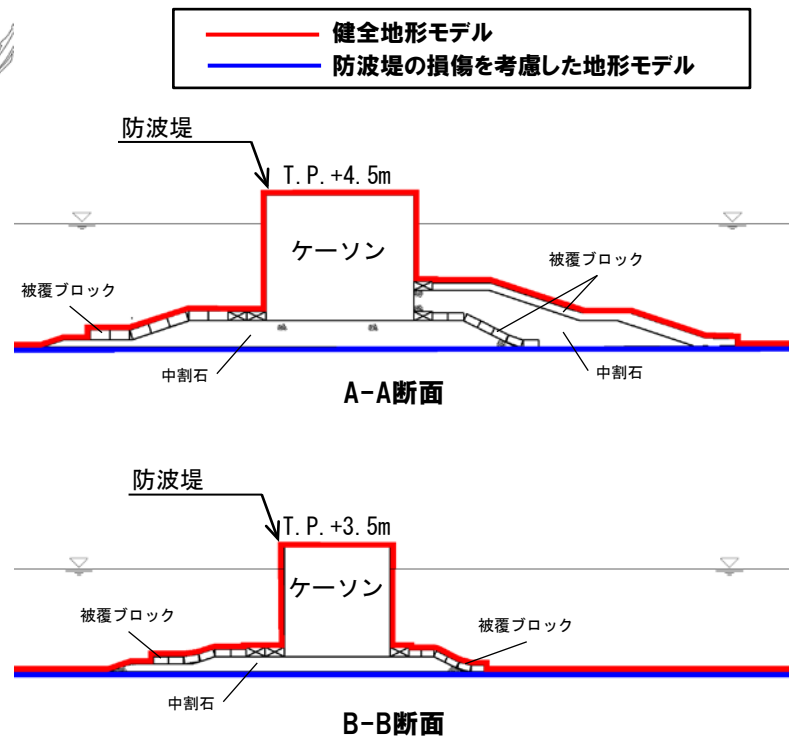 健全地形モデル
防波堤の損傷を考慮した地形モデル
防波堤
T.P.+4.5m
ケーソン
被覆ブロック
被覆ブロック
中割石
中割石
A-A断面
防波堤
T.P.+3.5m
ケーソン
被覆ブロック
被覆ブロック
中割石
B-B断面